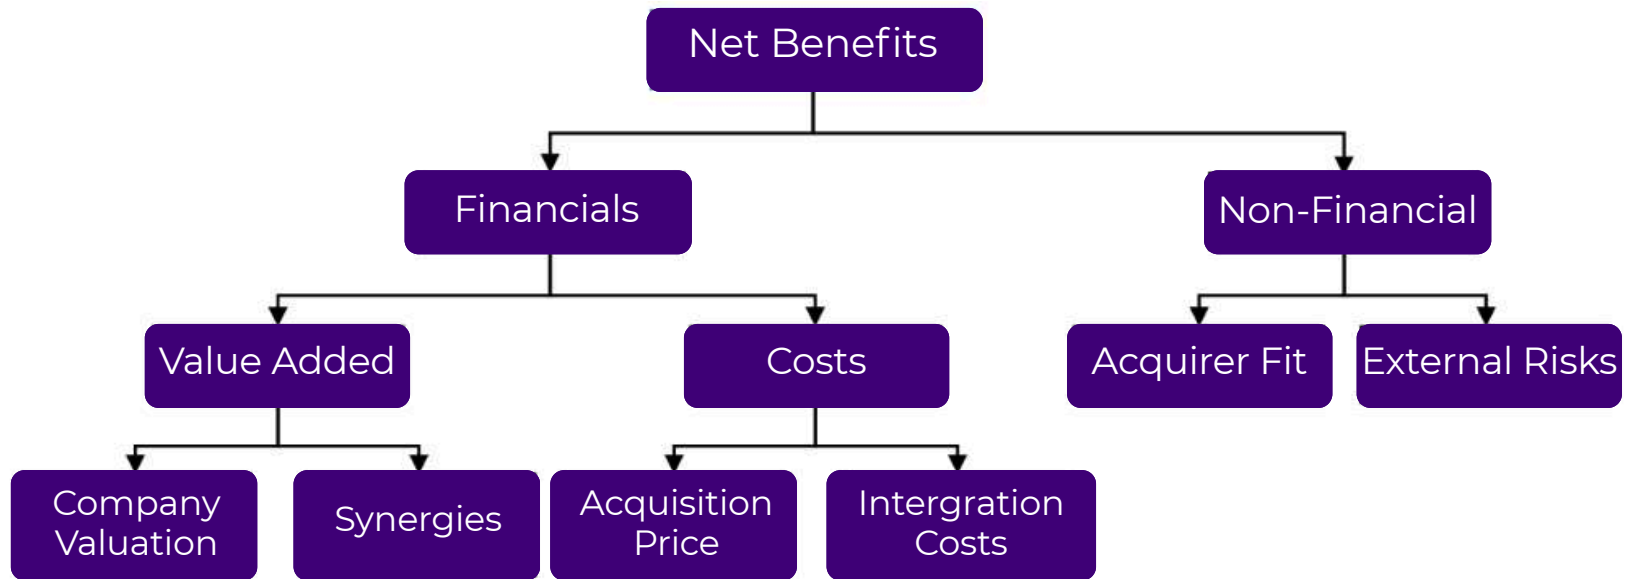 Net Benefits
Financials
Non-Financial
Value Added
Costs
Acquirer Fit
External Risks
Company
Valuation
Synergies
Acquisition
Price
Intergration
Costs